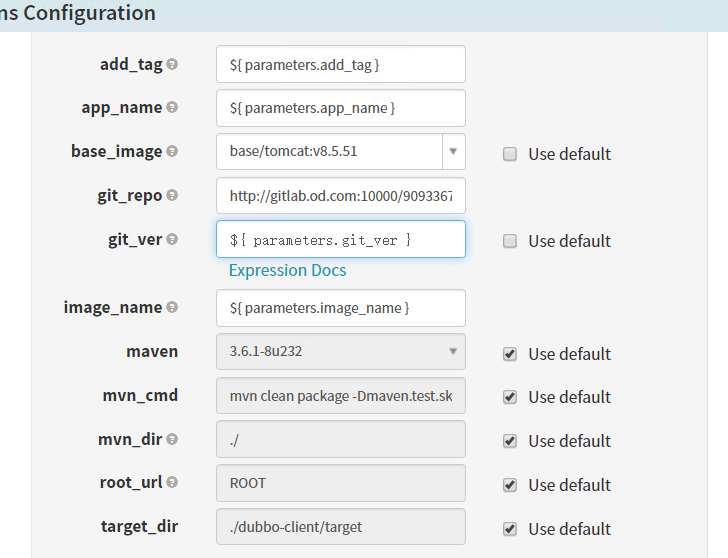 ns Configuration
add_tag ${ parameters.add_tag }
app_name ${ parameters.app_name }
base_image base/tomcat:v8.5.51 Use default
git_repo http://gitlab.od.com:10000/9093367
git_ver ${ parameters.git_ver } Use default
Expression Docs
image_name ${ parameters.image_name }
maven 3.6.1-8u232 Use default
mvn_cmd mvn clean package -Dmaven.test.sk Use default
mvn_dir ./ Use default
root_url ROOT Use default
target_dir ./dubbo-client/target Use default